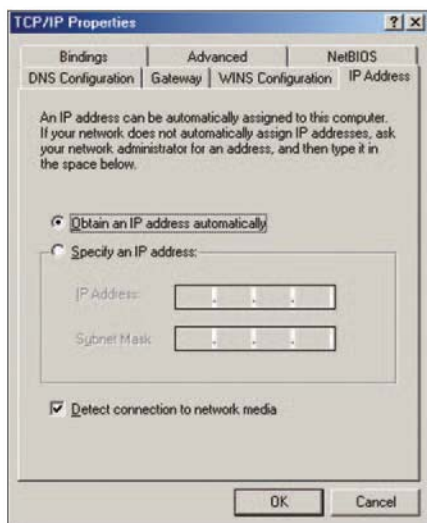 TCP/IP Properties
Bindings Advanced NetBIOS
DNS Configuration Gateway WINS Configuration IP Address
An IP address can be automatically assigned to this computer.
If your network does not automatically assign IP addresses, ask
your network administrator for an address, and then type it in
the space below.
Obtain an IP address automatically
Specify an IP address:
IP Address:
Subnet Mask:
Detect connection to network media
OK Cancel